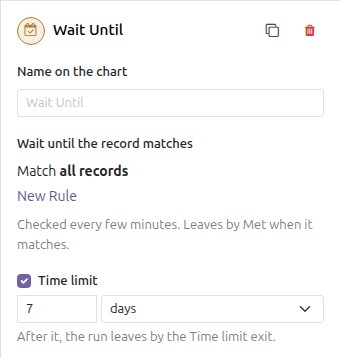 Wait Until
Name on the chart
Wait Until
Wait until the record matches
Match all records
New Rule
Checked every few minutes. Leaves by Met when it
matches.
Time limit
7 days
After it, the run leaves by the Time limit exit.